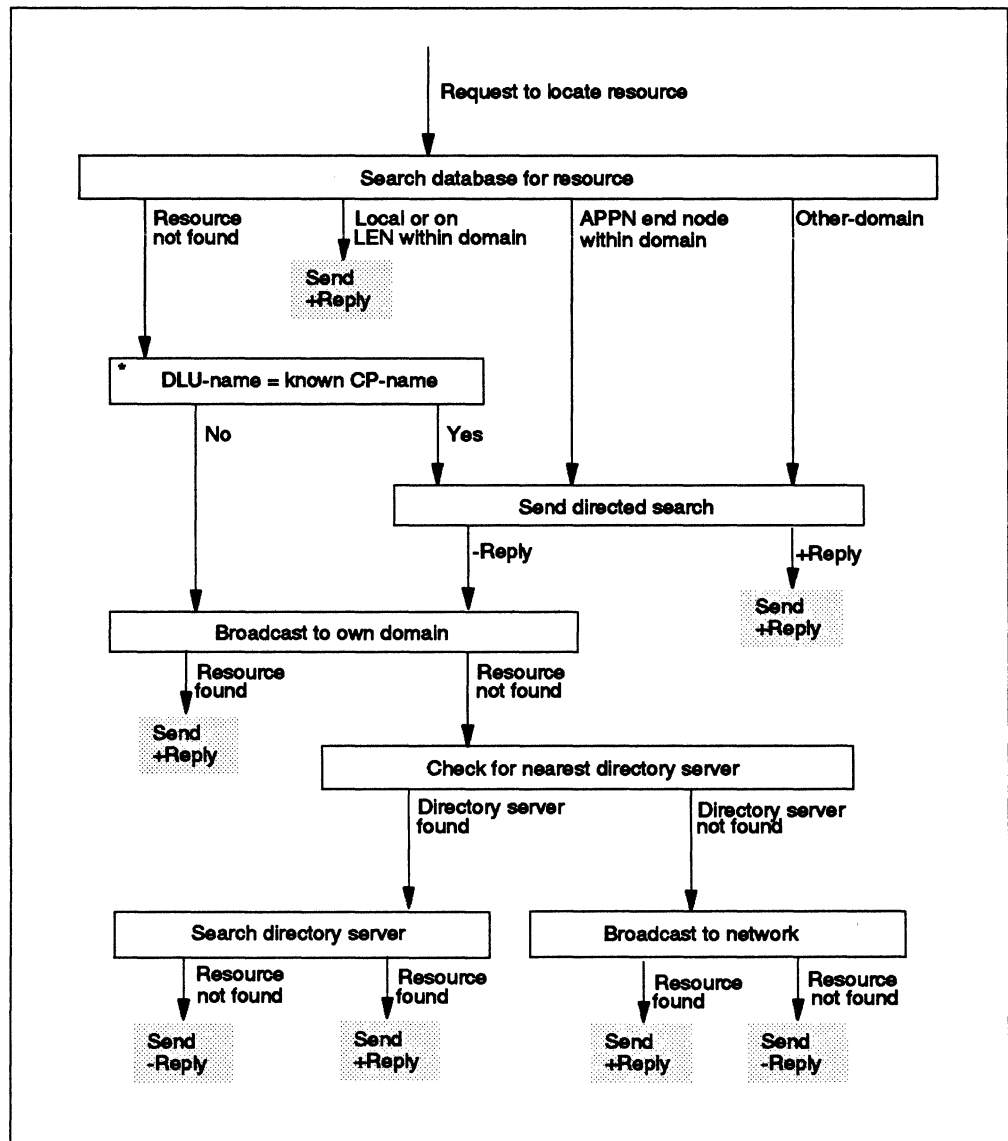 Request to locate resource
Search database for resource
Resource
not found
Local or on
LEN within domain
APPN end node
within domain
Other-domain
Send
+Reply
* DLU-name = known CP-name
No
Yes
Send directed search
-Reply
+Reply
Send
+Reply
Broadcast to own domain
Resource
found
Resource
not found
Send
+Reply
Check for nearest directory server
Directory server
found
Directory server
not found
Search directory server
Broadcast to network
Resource
not found
Resource
found
Resource
found
Resource
not found
Send
-Reply
Send
+Reply
Send
+Reply
Send
-Reply